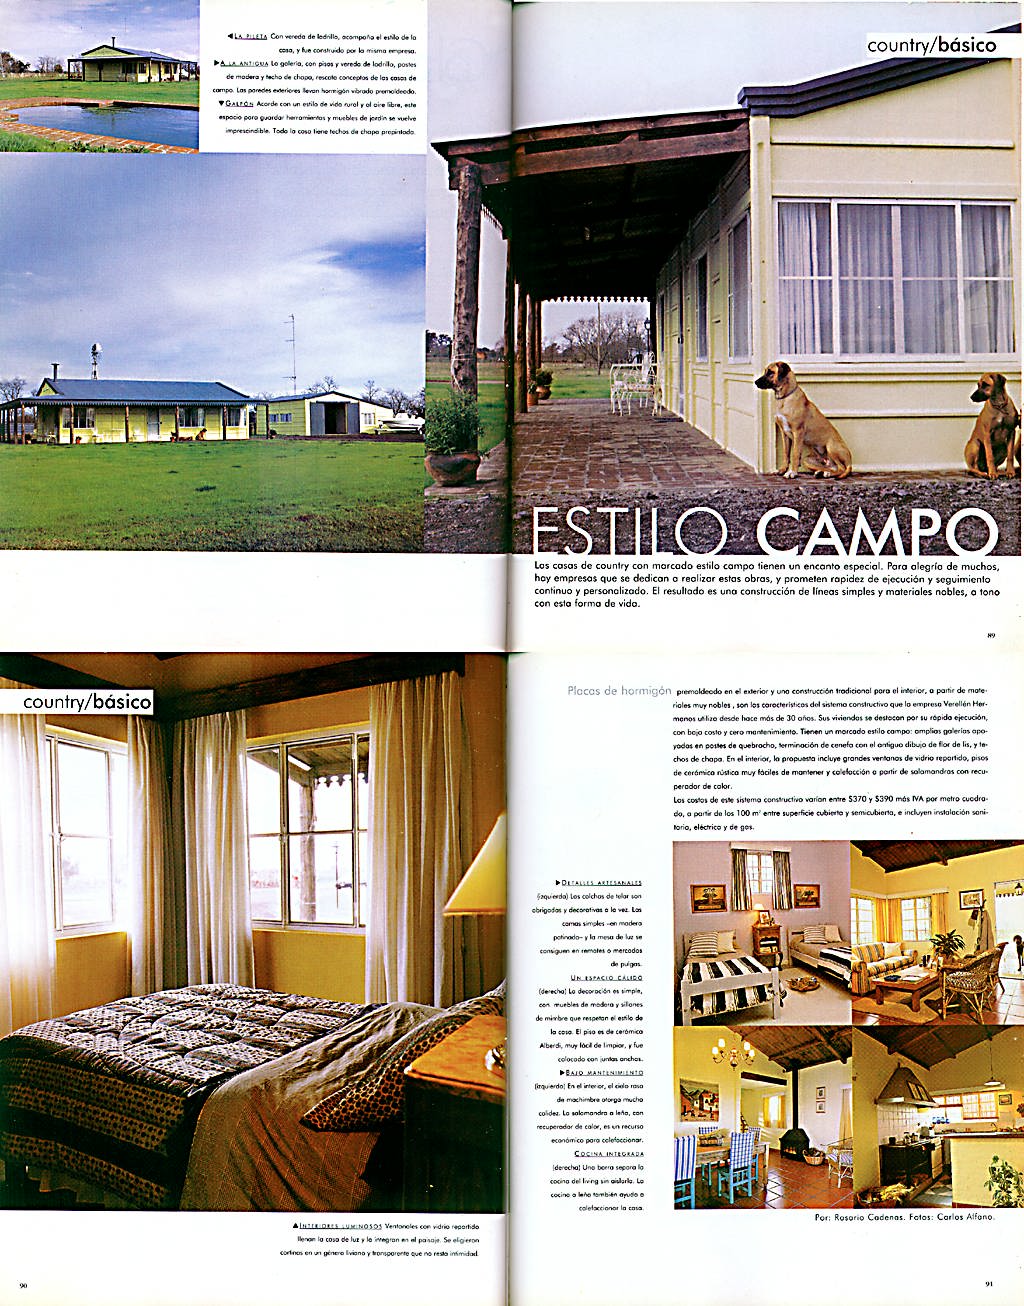 ◀LA PILETA Con vereda de ladrillo, acompaña el estilo de la
casa, y fue construida por la misma empresa.
▶A LA ANTIGUA La galería, con pisos y vereda de ladrillo, postes
de madera y techo de chapa, rescata conceptos de las casas de
campo. Las paredes exteriores llevan hormigón vibrado premoldeado.
▼GALPÓN Acorde con un estilo de vida rural y al aire libre, este
espacio para guardar herramientas y muebles de jardín se vuelve
imprescindible. Toda la casa tiene techos de chapa prepintada.
country/básico
ESTILO CAMPO
Las casas de country con marcado estilo campo tienen un encanto especial. Para alegría de muchos,
hay empresas que se dedican a realizar estas obras, y prometen rapidez de ejecución y seguimiento
continuo y personalizado. El resultado es una construcción de líneas simples y materiales nobles, a tono
con esta forma de vida.
89
country/básico
▲INTERIORES LUMINOSOS Ventanales con vidrio repartido
llenan la casa de luz y la integran en el paisaje. Se eligieron
cortinas en un género liviano y transparente que no resta intimidad.
90
Placas de hormigón premoldeado en el exterior y una construcción tradicional para el interior, a partir de mate-
riales muy nobles, son las características del sistema constructivo que la empresa Verellén Her-
manos utiliza desde hace más de 30 años. Sus viviendas se destacan por su rápida ejecución,
con bajo costo y cero mantenimiento. Tienen un marcado estilo campo: amplias galerías apo-
yadas en postes de quebracho, terminación de cenefa con el antiguo dibujo de flor de lis, y te-
chos de chapa. En el interior, la propuesta incluye grandes ventanas de vidrio repartido, pisos
de cerámica rústica muy fáciles de mantener y calefacción a partir de salamandras con recu-
perador de calor.
Los costos de este sistema constructivo varían entre $370 y $390 más IVA por metro cuadra-
do, a partir de los 100 m² entre superficie cubierta y semicubierta, e incluyen instalación sani-
taria, eléctrica y de gas.
▶DETALLES ARTESANALES
(izquierda) Las colchas de telar son
abrigadas y decorativas a la vez. Las
camas simples –en madera
patinada– y la mesa de luz se
consiguen en remates o mercados
de pulgas.
UN ESPACIO CÁLIDO
(derecha) La decoración es simple,
con muebles de madera y sillones
de mimbre que respetan el estilo de
la casa. El piso es de cerámica
Alberdi, muy fácil de limpiar, y fue
colocado con juntas anchas.
▶BAJO MANTENIMIENTO
(izquierda) En el interior, el cielo raso
de machimbre otorga mucha
calidez. La salamandra a leña, con
recuperador de calor, es un recurso
económico para calefaccionar.
COCINA INTEGRADA
(derecha) Una barra separa la
cocina del living sin aislarla. La
cocina a leña también ayuda a
calefaccionar la casa.
Por: Rosario Cadenas. Fotos: Carlos Alfano.
91